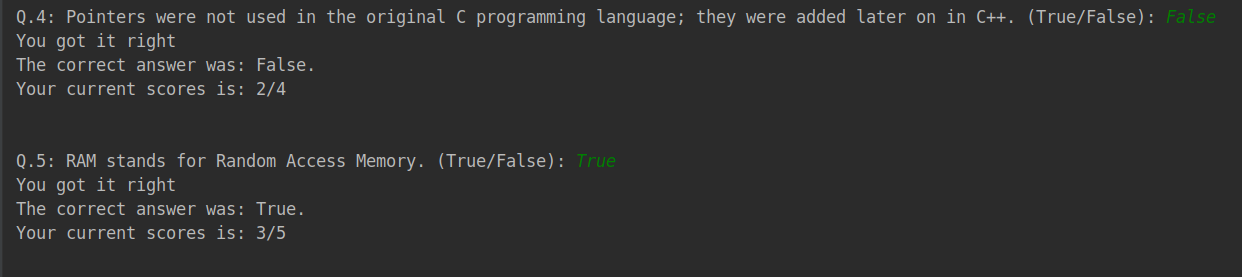 Q.4: Pointers were not used in the original C programming language; they were added later on in C++. (True/False): False
You got it right
The correct answer was: False.
Your current scores is: 2/4
Q.5: RAM stands for Random Access Memory. (True/False): True
You got it right
The correct answer was: True.
Your current scores is: 3/5